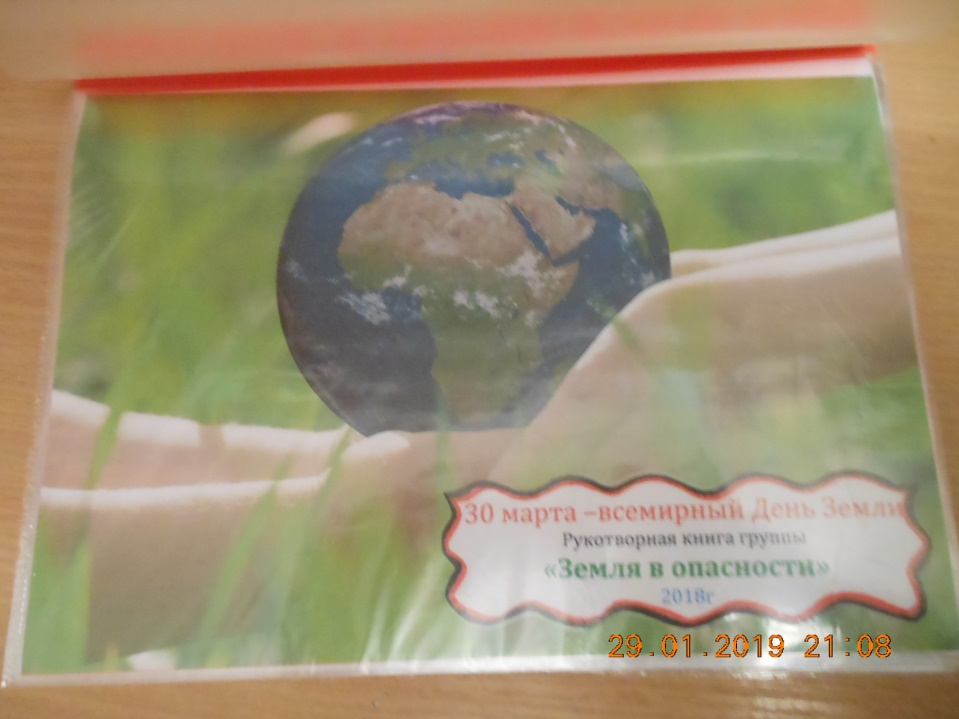 30 марта –всемирный День Земли
Рукотворная книга группы
«Земля в опасности»
2018г
29.01.2019 21:08